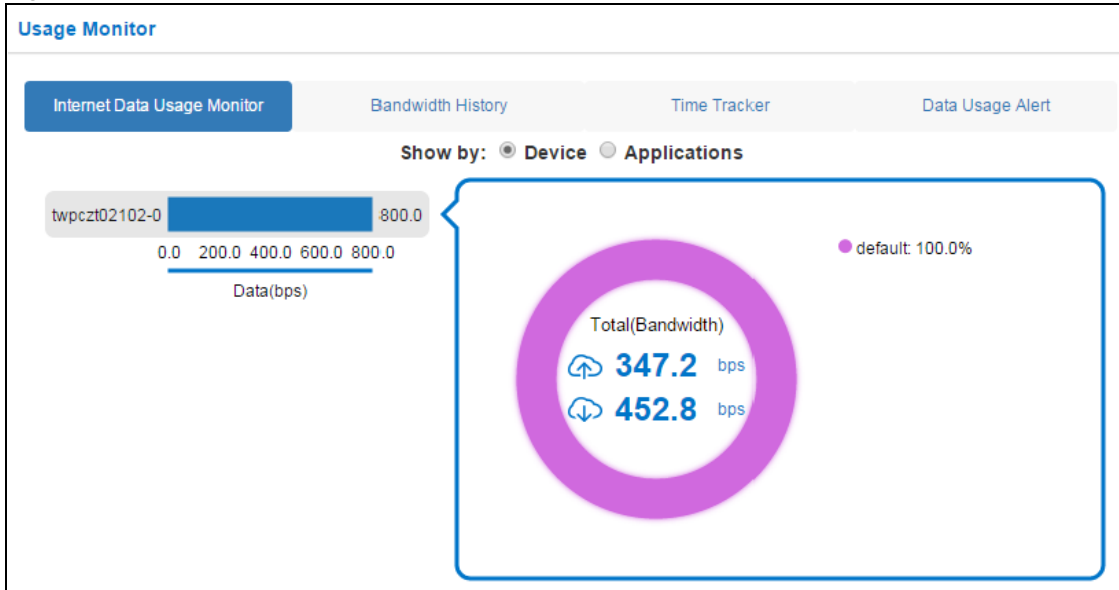 Usage Monitor
Internet Data Usage Monitor Bandwidth History Time Tracker Data Usage Alert
Show by: Device Applications
twpczt02102-0 800.0
0.0 200.0 400.0 600.0 800.0
Data(bps)
default: 100.0%
Total(Bandwidth)
347.2 bps
452.8 bps